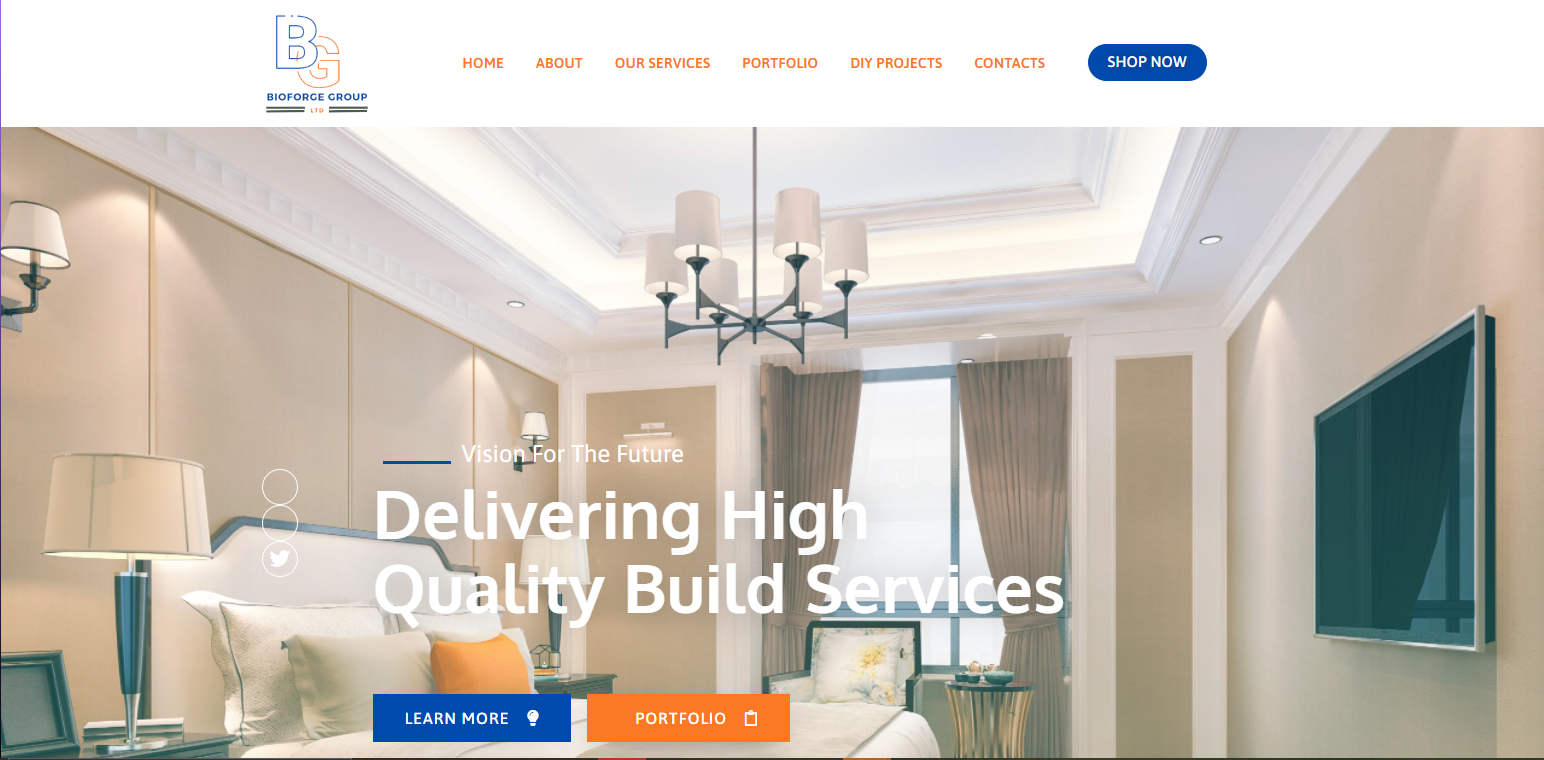 BG
BIOFORGE GROUP
LTD
HOME ABOUT OUR SERVICES PORTFOLIO DIY PROJECTS CONTACTS SHOP NOW
Vision For The Future
Delivering High
Quality Build Services
LEARN MORE PORTFOLIO